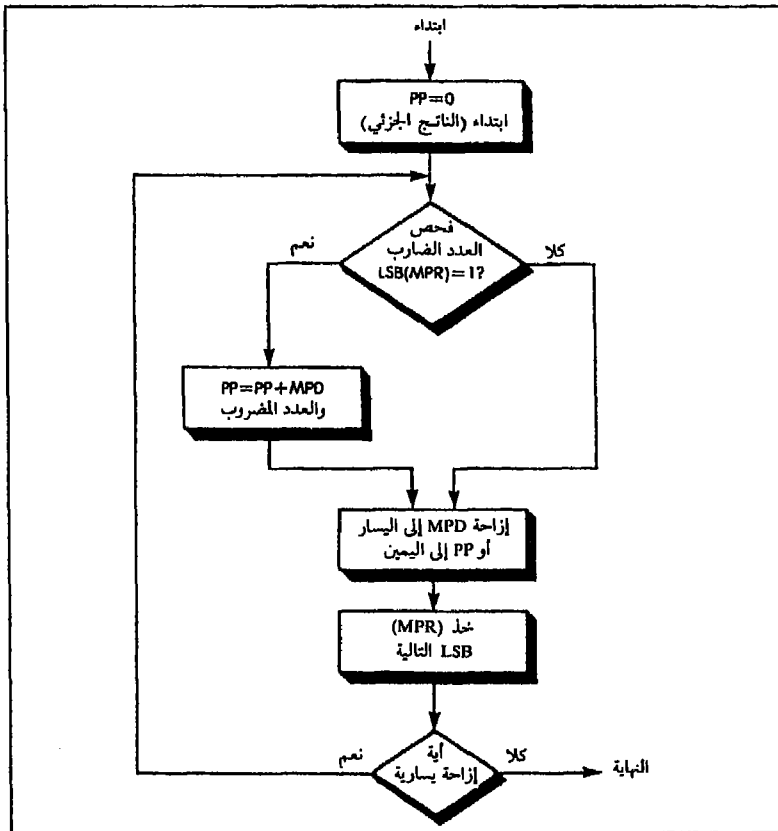 ابتداء
PP=0
ابتداء (الناتج الجزئي)
فحص
العدد الضارب
LSB(MPR)=1?
نعم
كلا
PP=PP+MPD
والعدد المضروب
إزاحة MPD إلى اليسار
أو PP إلى اليمين
خذ (MPR)
LSB التالية
أية
إزاحة يسارية
نعم
كلا
النهاية